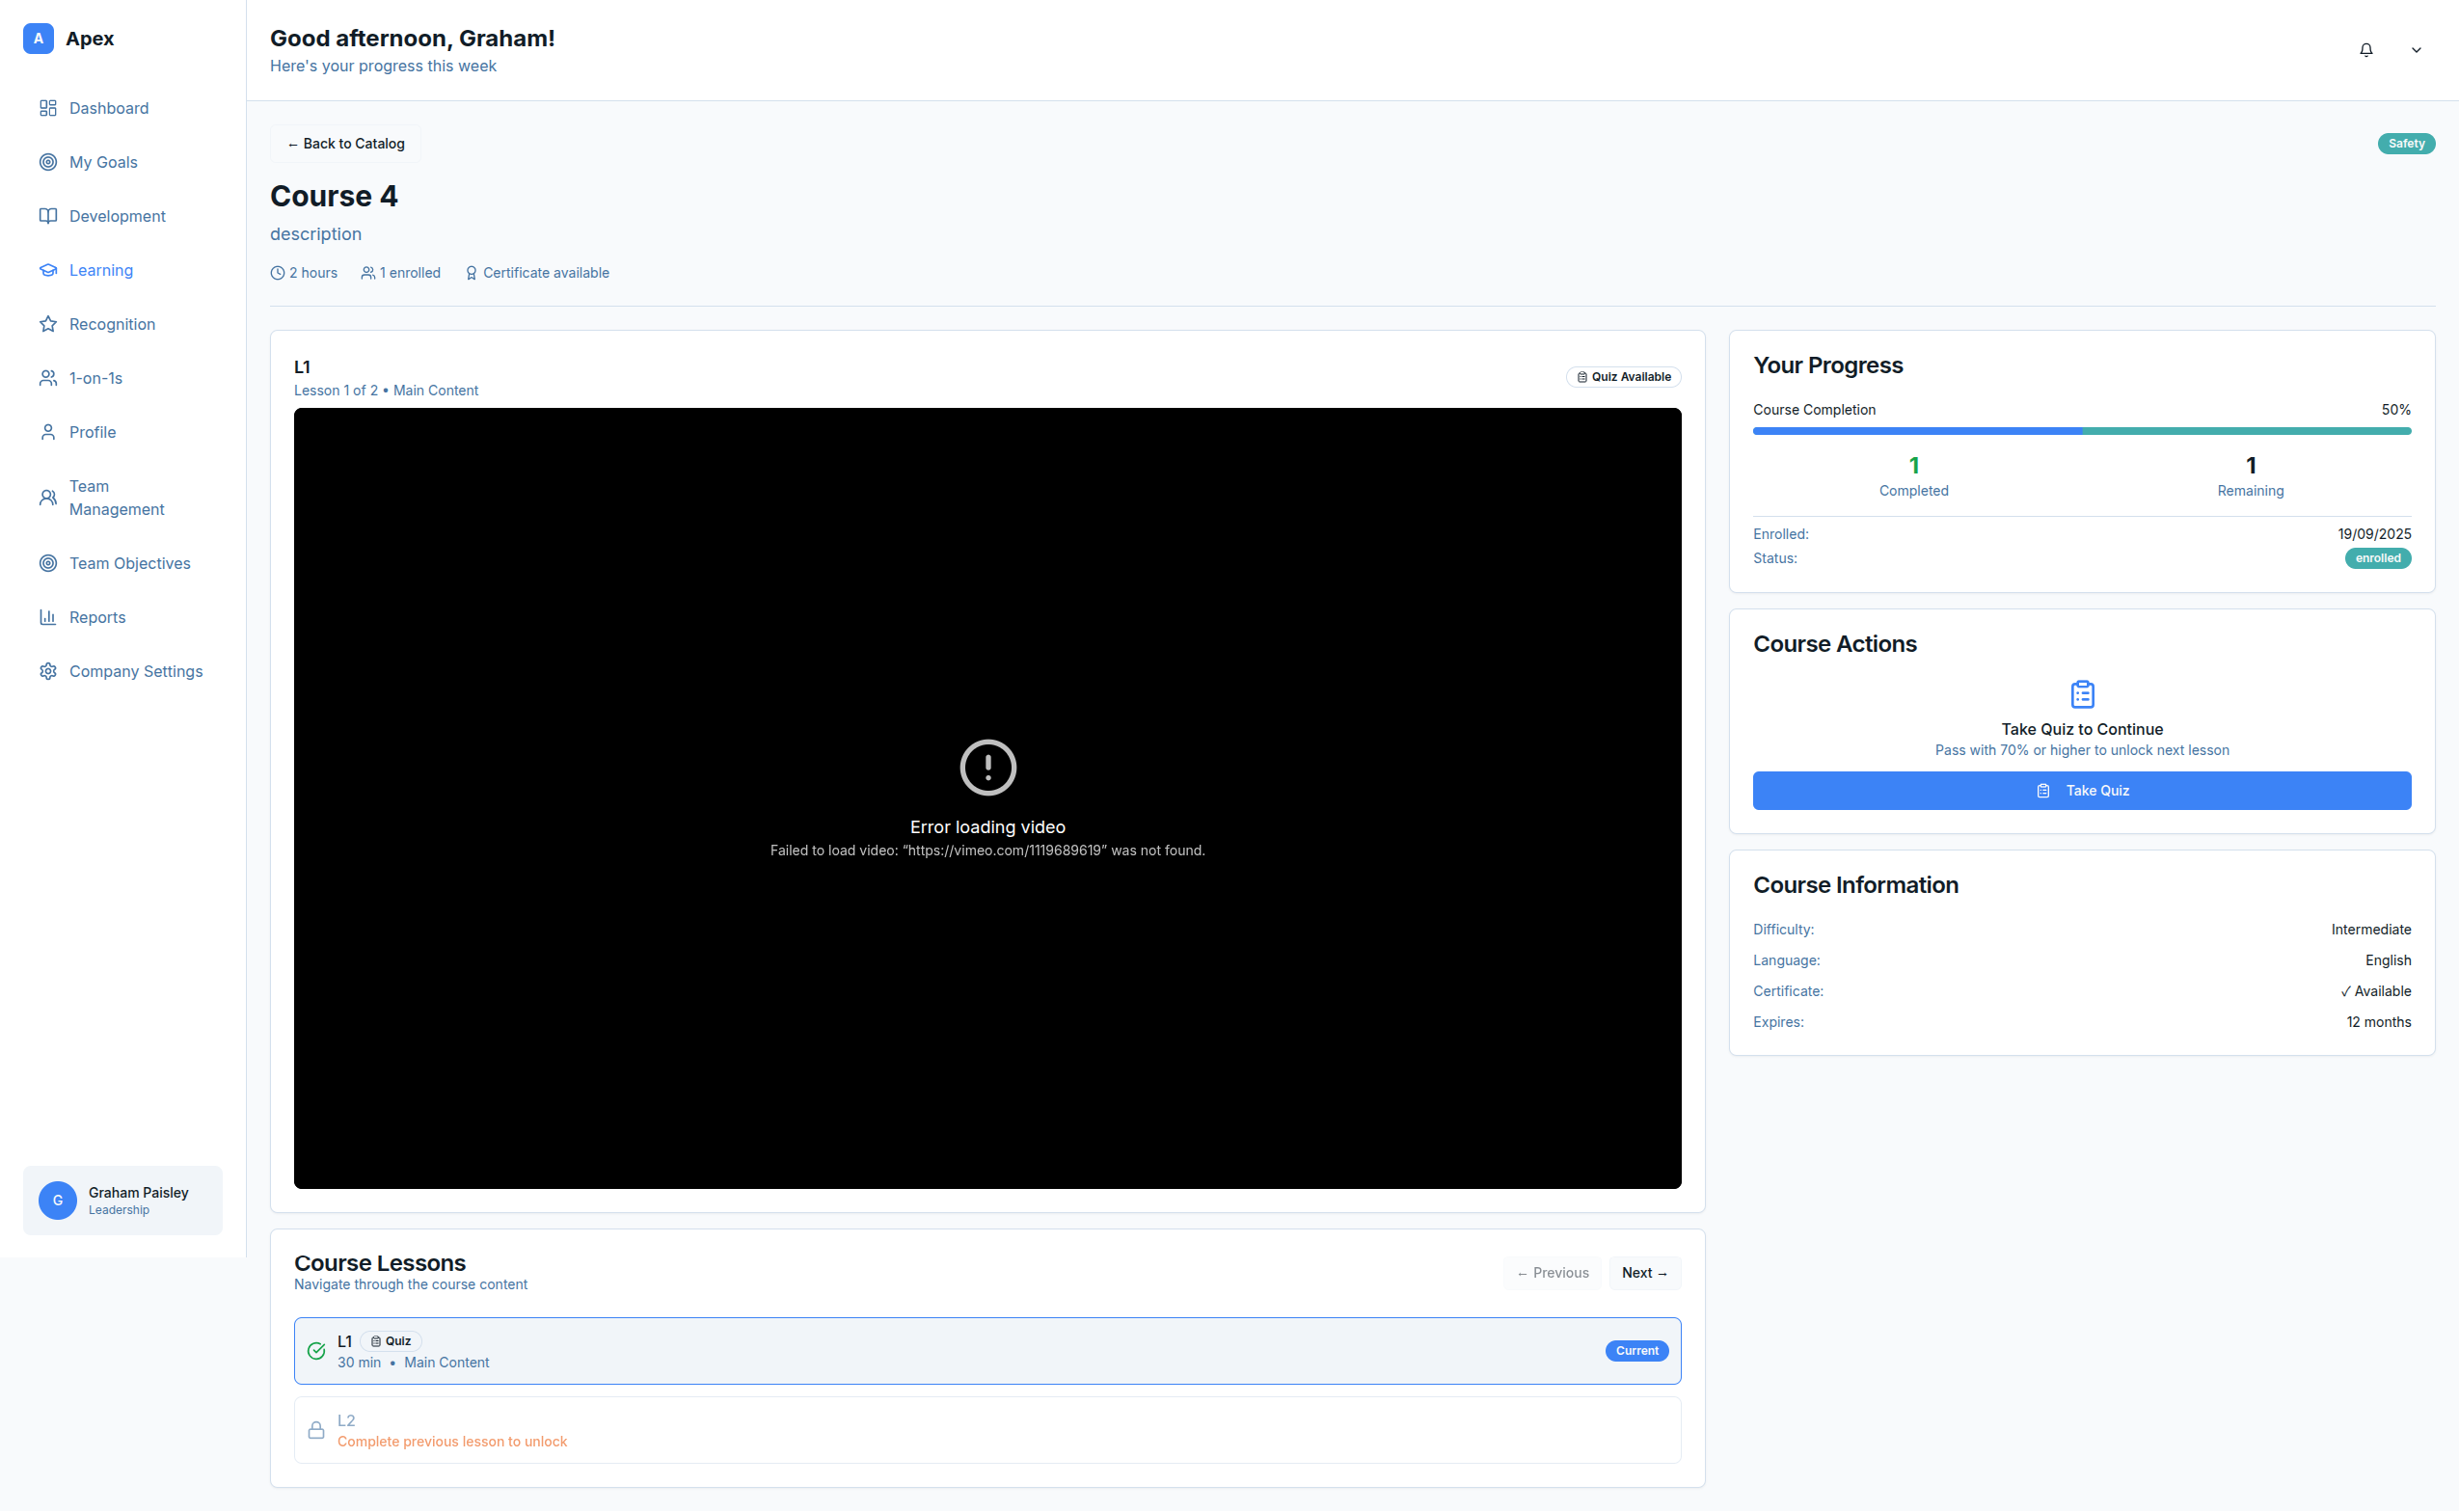 A Apex
Dashboard
My Goals
Development
Learning
Recognition
1-on-1s
Profile
Team
Management
Team Objectives
Reports
Company Settings
G
Graham Paisley
Leadership
Good afternoon, Graham!
Here's your progress this week
← Back to Catalog
Safety
Course 4
description
2 hours 1 enrolled Certificate available
L1
Lesson 1 of 2 • Main Content
Quiz Available
Error loading video
Failed to load video: “https://vimeo.com/1119689619” was not found.
Course Lessons
Navigate through the course content
← Previous Next →
L1 Quiz
30 min • Main Content
Current
L2
Complete previous lesson to unlock
Your Progress
Course Completion 50%
1 1
Completed Remaining
Enrolled: 19/09/2025
Status: enrolled
Course Actions
Take Quiz to Continue
Pass with 70% or higher to unlock next lesson
Take Quiz
Course Information
Difficulty: Intermediate
Language: English
Certificate: ✓ Available
Expires: 12 months